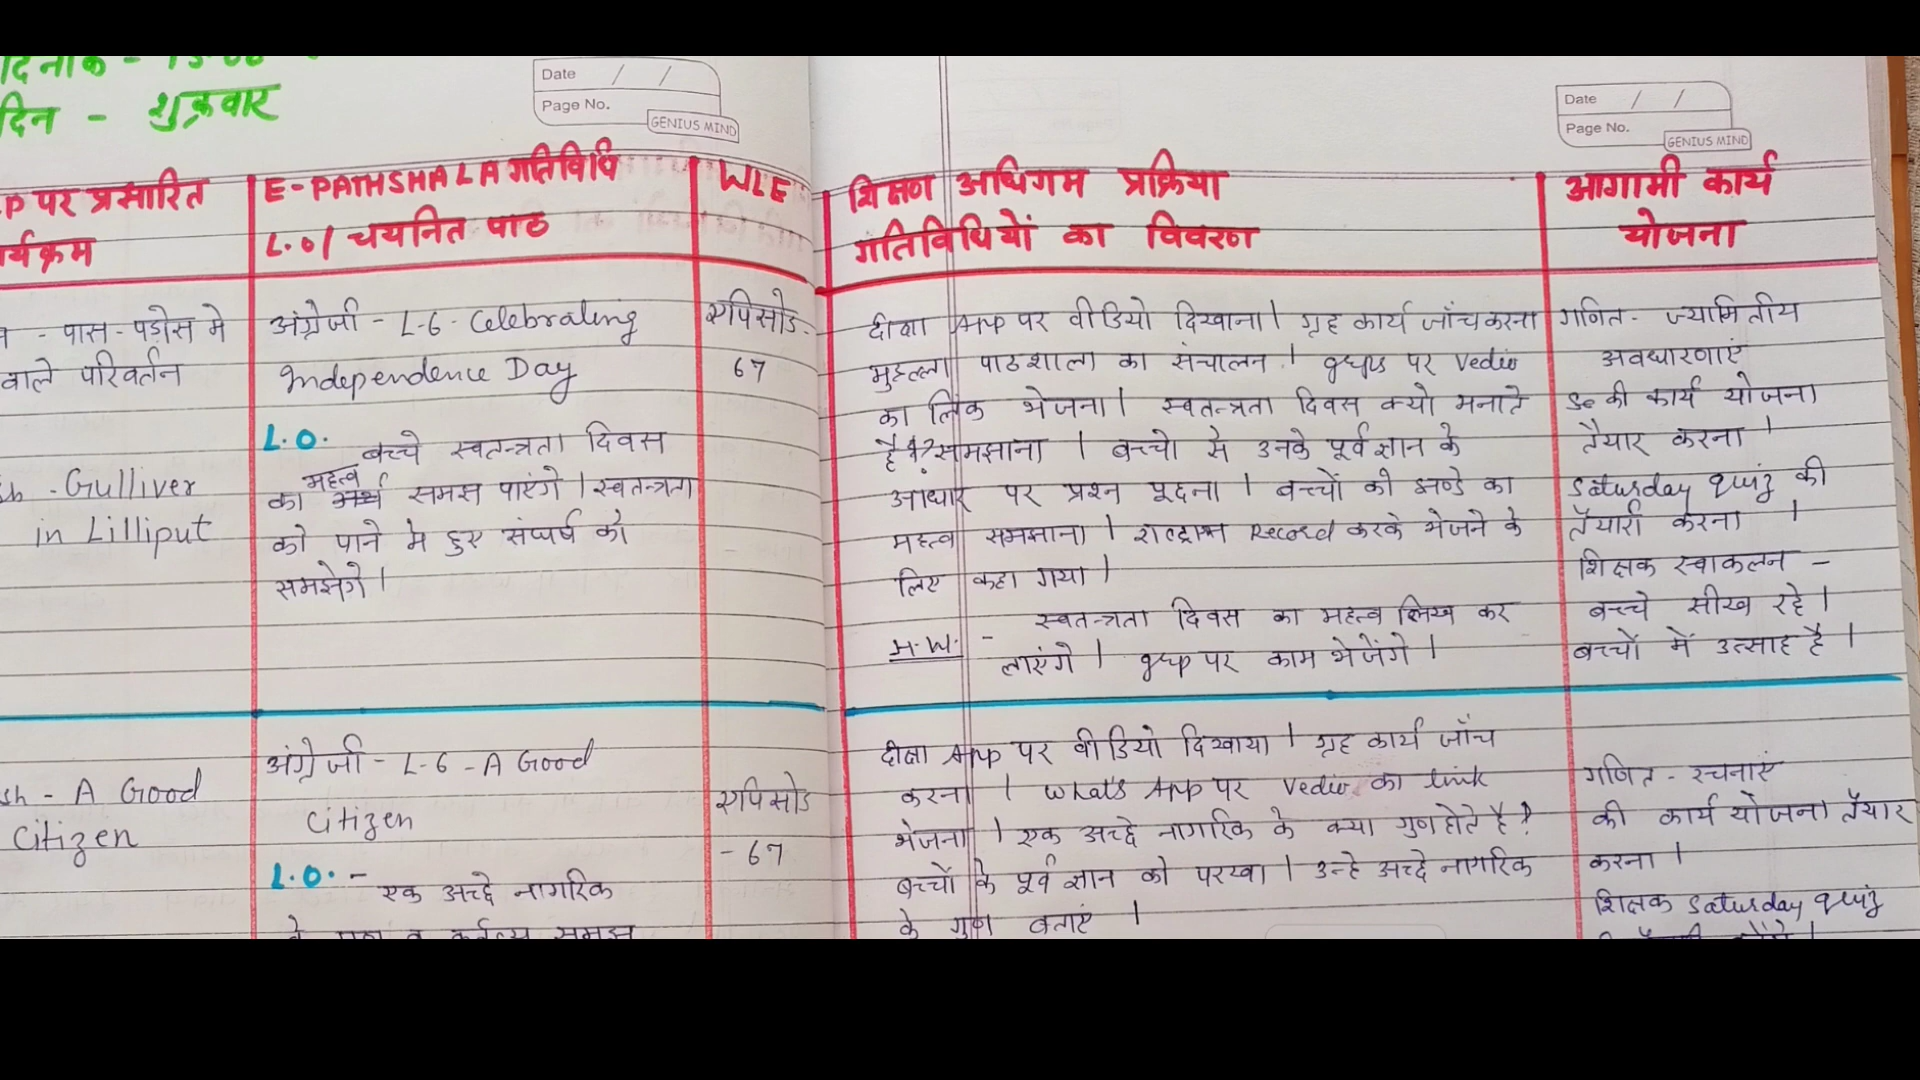 दिन - शुक्रवार
Date / /
Page No.
GENIUS MIND
Date / /
Page No.
GENIUS MIND
P पर प्रसारित
र्यक्रम
E-PATHSHALA गतिविधि
L.O/ चयनित पाठ
WLE
शिक्षण अधिगम प्रक्रिया
गतिविधियों का विवरण
आगामी कार्य
योजना
- पास-पड़ोस मे
वाले परिवर्तन
- Gulliver
in Lilliput
अंग्रेजी - L-6 - Celebrating
Independence Day
L.O. बच्चे स्वतन्त्रता दिवस
महत्व
का समझ पाएंगे । स्वतन्त्रता
को पाने मे हुए संघर्ष को
समझेगे ।
एपिसोड-
67
दीक्षा App पर वीडियो दिखाना । गृह कार्य जाँच करना
मुहल्ला पाठशाला का संचालन । पर Vedio
का लिंक भेजना । स्वतन्त्रता दिवस क्यो मनाते
है ? समझाना । बच्चो से उनके पूर्व ज्ञान के
आधार पर प्रश्न पूछना । बच्चों को झण्डे का
महत्व समझाना । राष्ट्रगान Record करके भेजने के
लिए कहा गया ।
H.W. - स्वतन्त्रता दिवस का महत्व लिख कर
लाएंगे । grp पर काम भेजेंगे ।
गणित - ज्यामितीय
अवधारणाएं
की कार्य योजना
तैयार करना ।
Saturday quiz की
तैयारी करना ।
शिक्षक स्वाकलन -
बच्चे सीख रहे ।
बच्चों में उत्साह है ।
sh - A Good
Citizen
अंग्रेजी - L-6 - A Good
Citizen
L.O. - एक अच्छे नागरिक
एपिसोड
- 67
दीक्षा App पर वीडियो दिखाया । गृह कार्य जाँच
करना । What's App पर Vedio का link
भेजना । एक अच्छे नागरिक के क्या गुण होते है ?
बच्चों के पूर्व ज्ञान को परखा । उन्हे अच्छे नागरिक
के गुण बताएं ।
गणित - रचनाएं
की कार्य योजना तैयार
करना ।
शिक्षक Saturday quiz